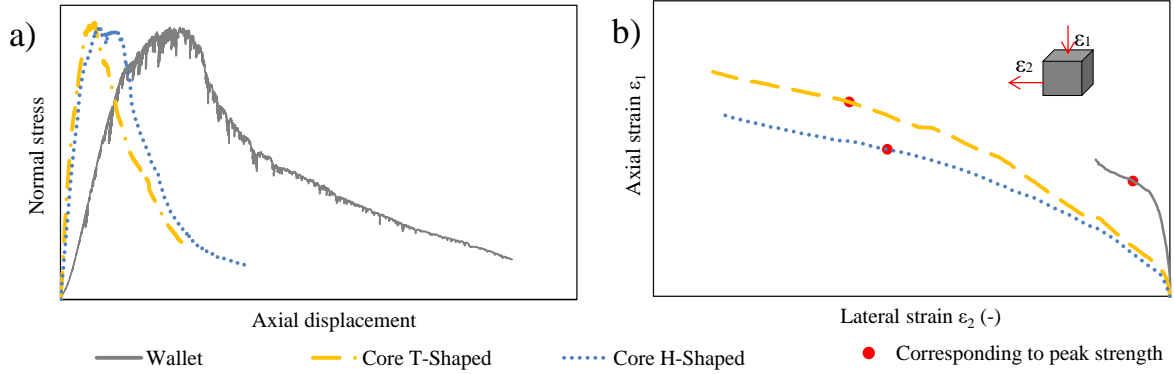 a)
Normal stress
Axial displacement
b)
Axial strain ε1
ε1
ε2
Lateral strain ε2 (-)
Wallet
Core T-Shaped
Core H-Shaped
Corresponding to peak strength